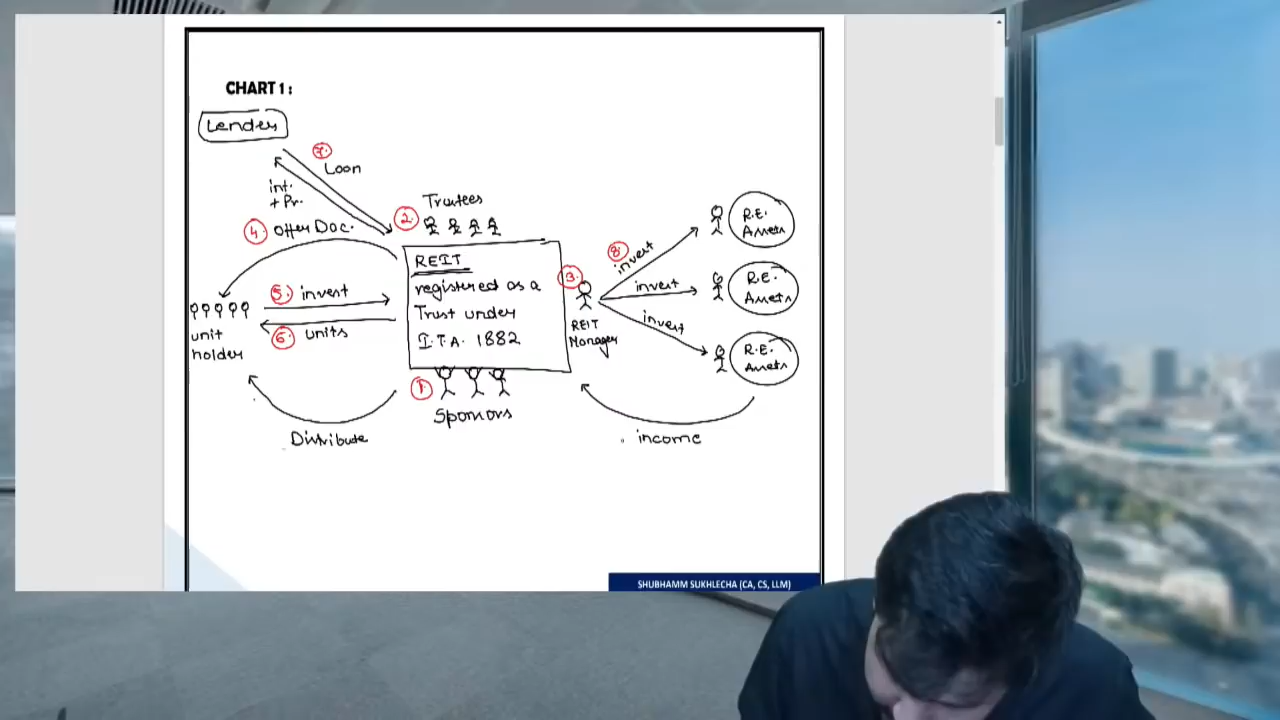 CHART 1 :
Lender
7.
Loan
int.
+ Pr.
Trustees
2.
4.
Offer Doc.
REIT
registered as a
Trust under
I.T.A. 1882
5.
invest
6.
units
unit
holder
3.
REIT
Manager
8.
invest
invest
invest
R.E.
Assets
R.E.
Assets
R.E.
Assets
1.
Sponsors
Distribute
income
SHUBHAMM SUKHLECHA (CA, CS, LLM)